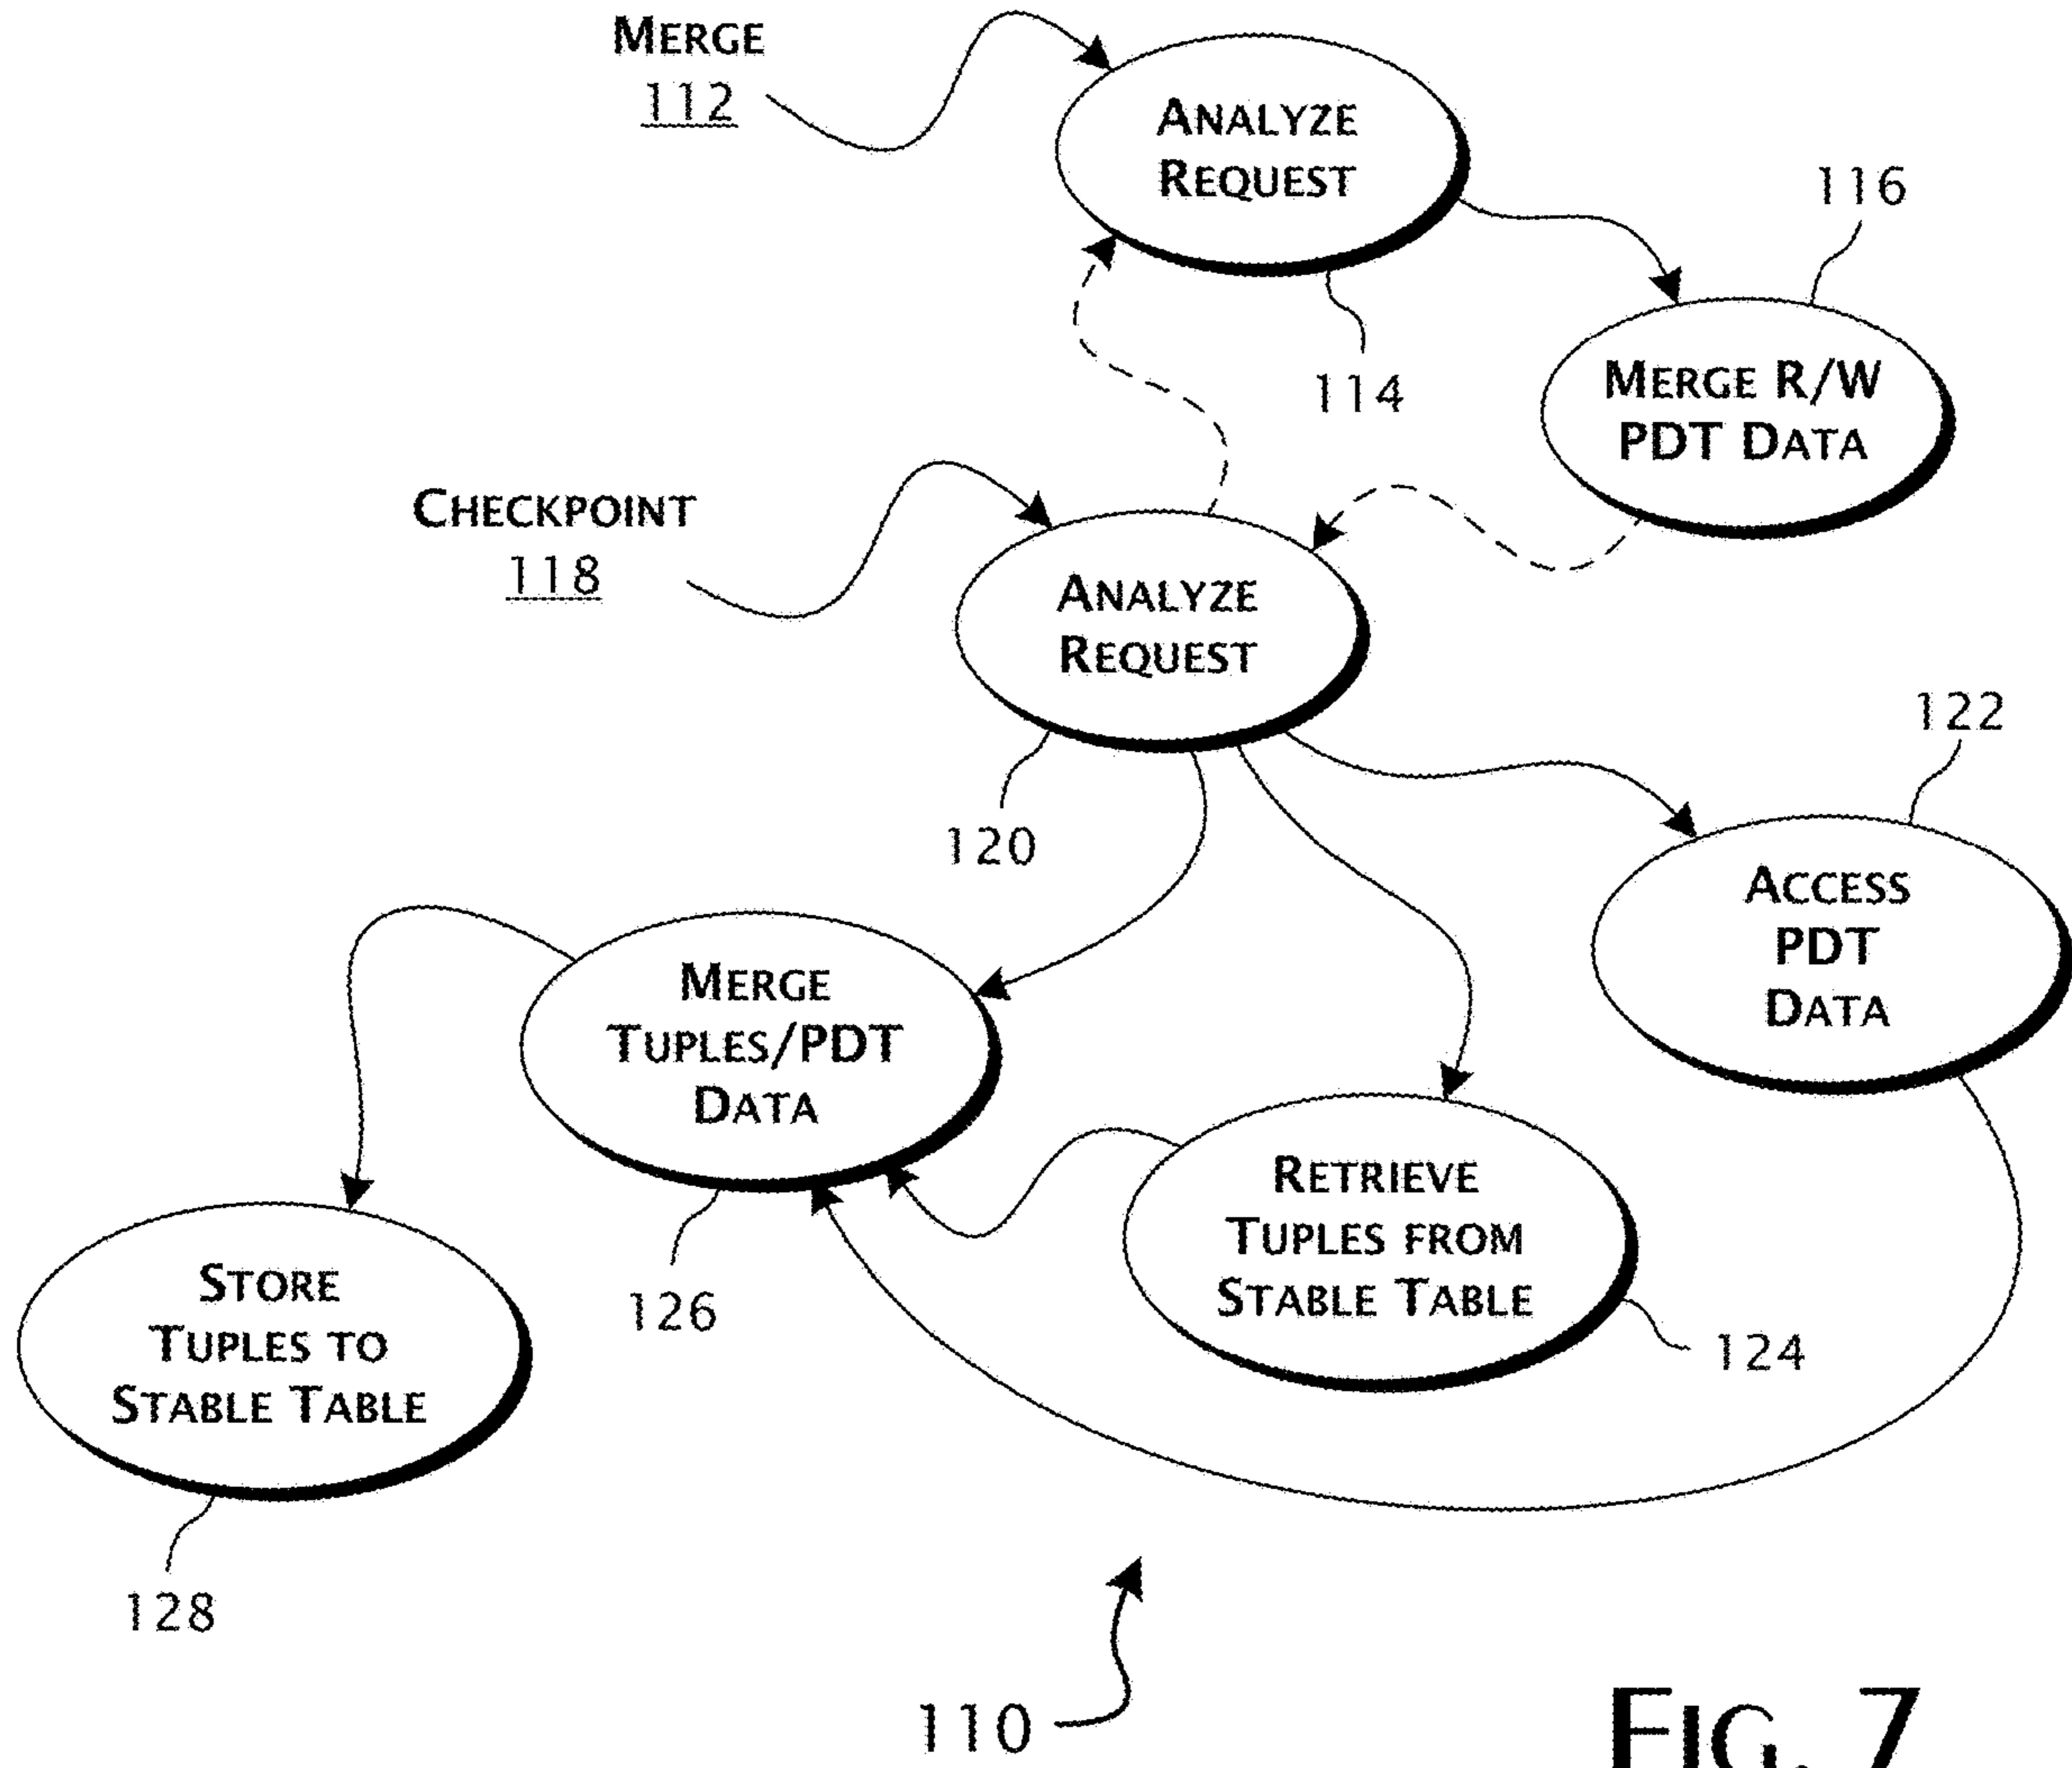 MERGE
112
ANALYZE
REQUEST
116
114
MERGE R/W
PDT DATA
CHECKPOINT
118
ANALYZE
REQUEST
122
120
ACCESS
PDT
DATA
MERGE
TUPLES/PDT
DATA
RETRIEVE
TUPLES FROM
STABLE TABLE
124
126
STORE
TUPLES TO
STABLE TABLE
128
110
FIG. 7